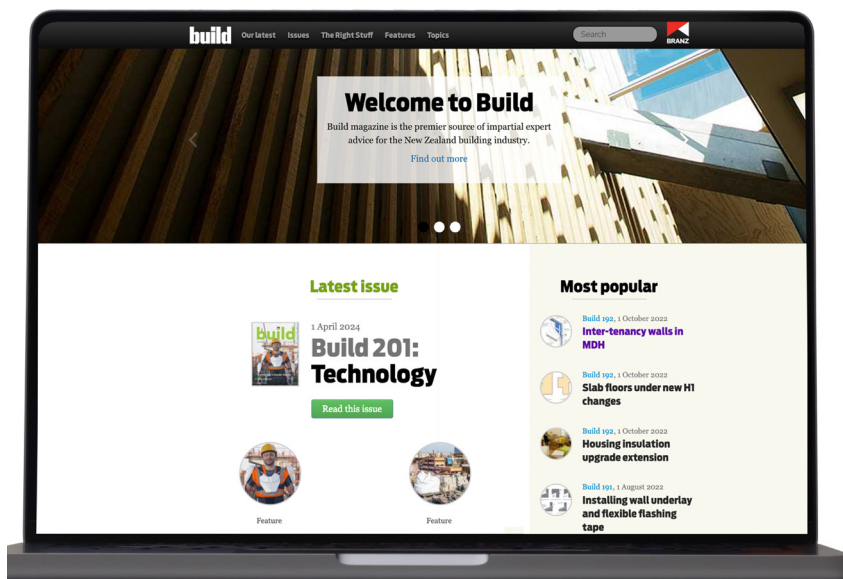 build
Our latest Issues The Right Stuff Features Topics
Search
BRANZ
Welcome to Build
Build magazine is the premier source of impartial expert
advice for the New Zealand building industry.
Find out more
Latest issue
build
1 April 2024
Build 201:
Technology
Read this issue
Feature
Feature
Most popular
Build 192, 1 October 2022
Inter-tenancy walls in
MDH
Build 192, 1 October 2022
Slab floors under new H1
changes
Build 192, 1 October 2022
Housing insulation
upgrade extension
Build 191, 1 August 2022
Installing wall underlay
and flexible flashing
tape